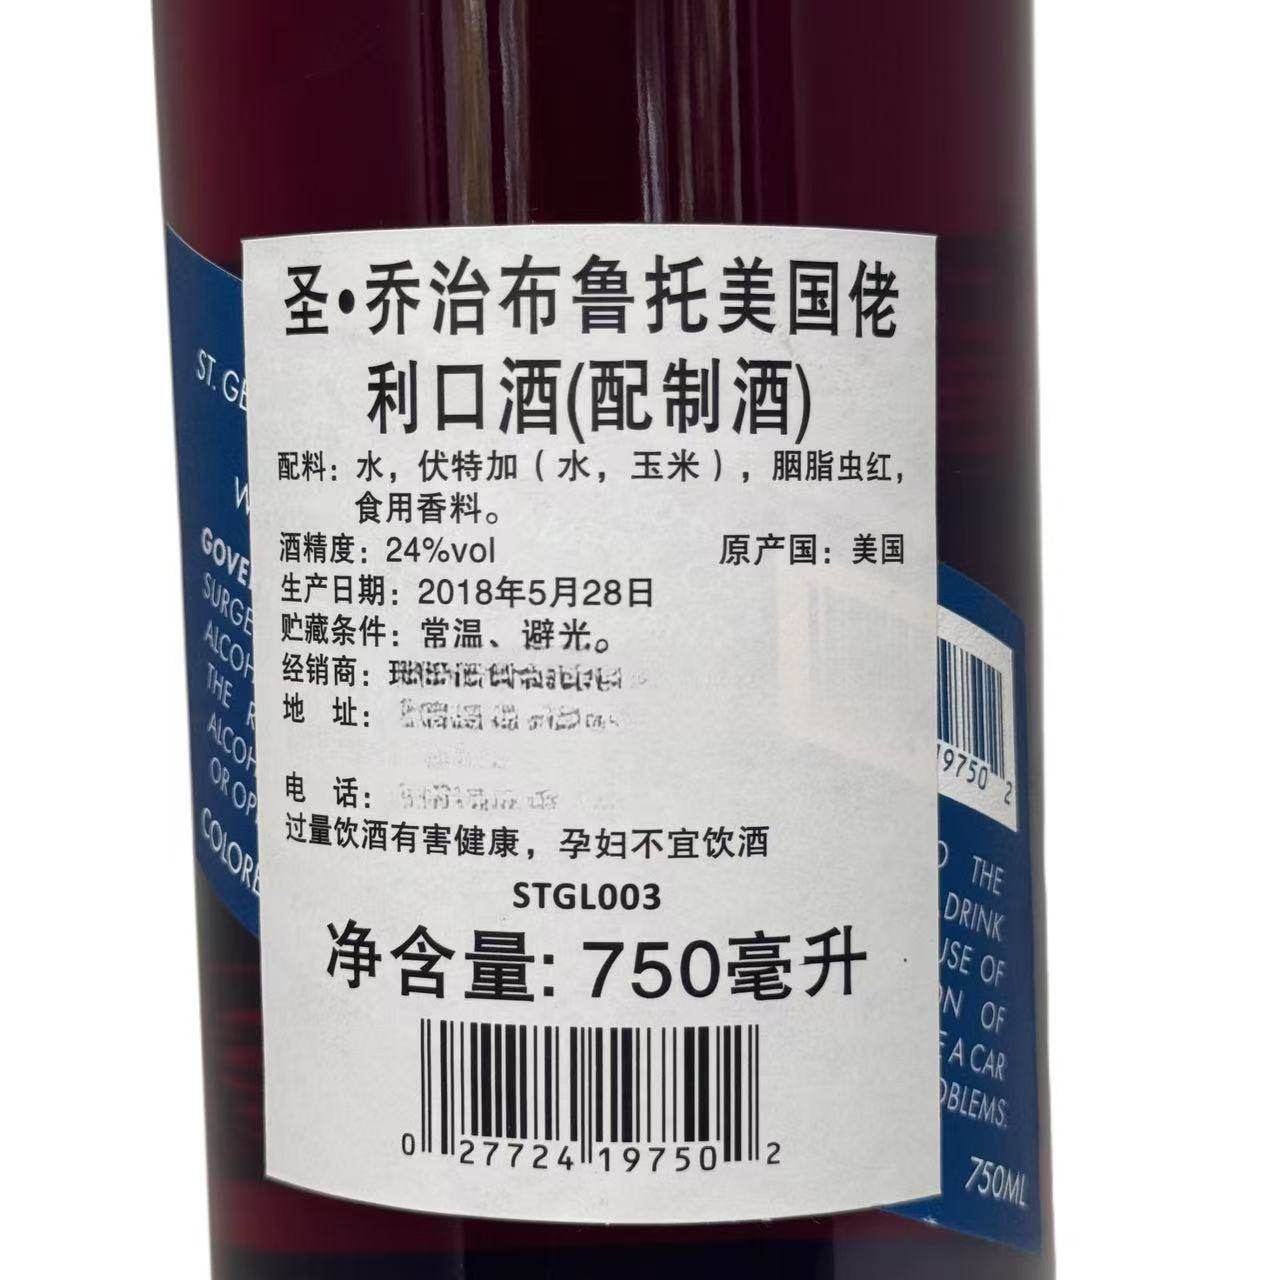 圣·乔治布鲁托美国佬
利口酒(配制酒)
配料：水，伏特加（水，玉米），胭脂虫红，
食用香料。
酒精度：24%vol 原产国：美国
生产日期：2018年5月28日
贮藏条件：常温、避光。
经销商：
地 址：
电 话：
过量饮酒有害健康，孕妇不宜饮酒
STGL003
净含量: 750毫升
0 27724 19750 2
ST. GE
W
GOVE
SURGE
ALCOH
THE R
ALCOH
OR OP
COLORE
19750 2
THE
DRINK
USE OF
ON OF
A CAR
OBLEMS.
750ML